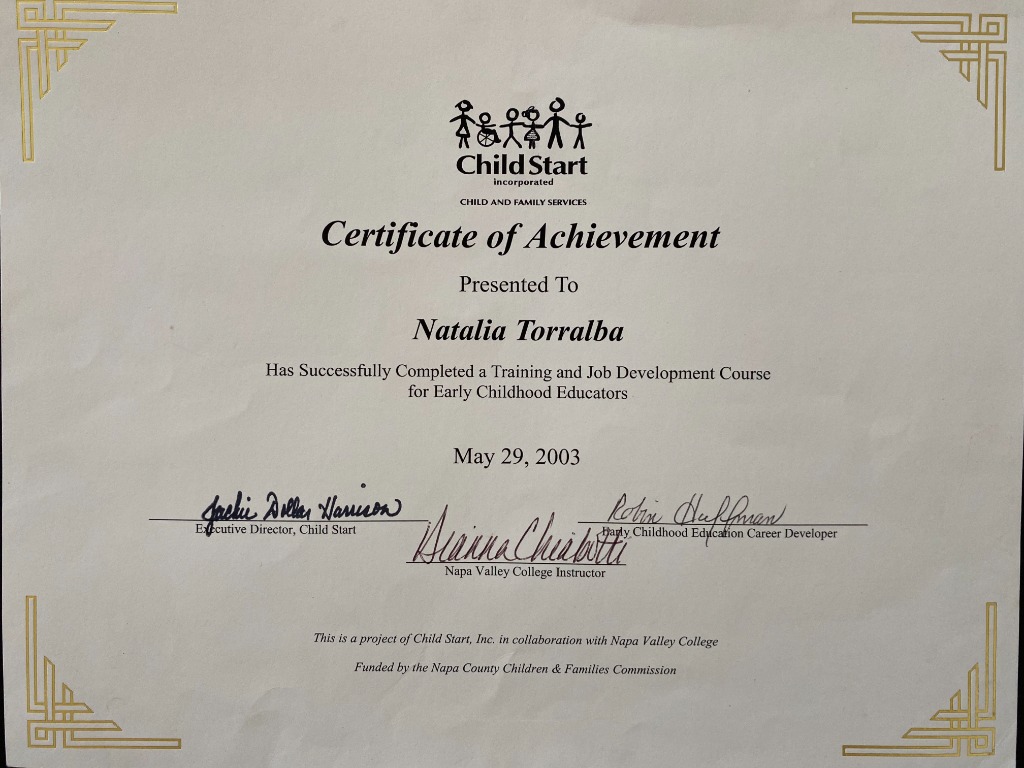 Child Start
incorporated
CHILD AND FAMILY SERVICES
Certificate of Achievement
Presented To
Natalia Torralba
Has Successfully Completed a Training and Job Development Course
for Early Childhood Educators
May 29, 2003
Jackie Dollar Harrison
Executive Director, Child Start
Robin Huffman
Early Childhood Education Career Developer
Dianna Chiabotti
Napa Valley College Instructor
This is a project of Child Start, Inc. in collaboration with Napa Valley College
Funded by the Napa County Children & Families Commission